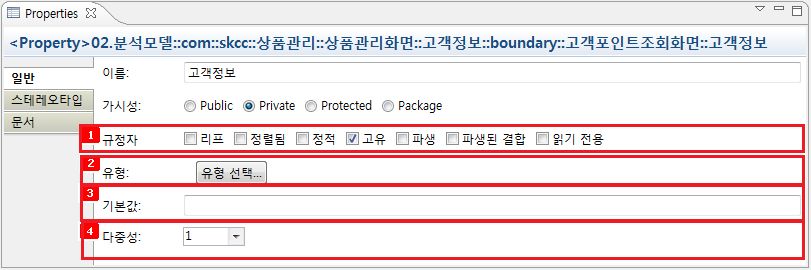 Properties
<Property>02.분석모델::com::skcc::상품관리::상품관리화면::고객정보::boundary::고객포인트조회화면::고객정보
일반
스테레오타입
문서
이름: 고객정보
가시성: Public Private Protected Package
1 규정자 리프 정렬됨 정적 고유 파생 파생된 결합 읽기 전용
2 유형: 유형 선택...
3 기본값:
4 다중성: 1